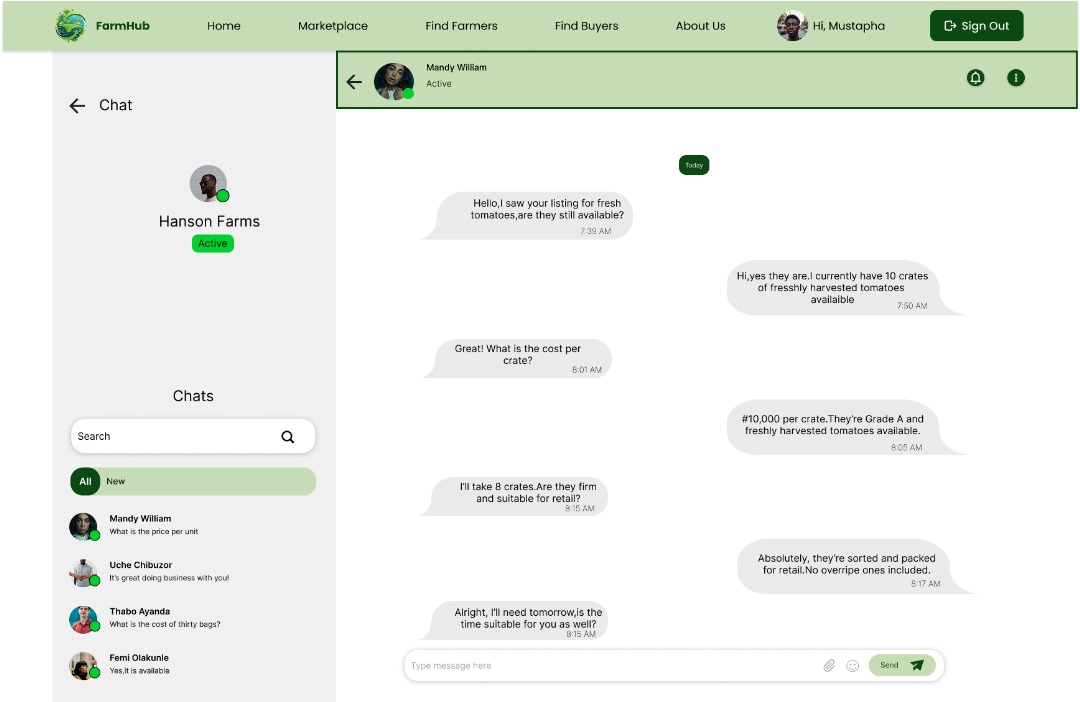 FarmHub
Home
Marketplace
Find Farmers
Find Buyers
About Us
Hi, Mustapha
Sign Out
Chat
Hanson Farms
Active
Chats
Search
All
New
Mandy William
What is the price per unit
Uche Chibuzor
It's great doing business with you!
Thabo Ayanda
What is the cost of thirty bags?
Femi Olakunle
Yes,it is available
Mandy William
Active
Today
Hello,I saw your listing for fresh
tomatoes,are they still available?
7:39 AM
Hi,yes they are.I currently have 10 crates
of fresshly harvested tomatoes
availaible
7:50 AM
Great! What is the cost per
crate?
8:01 AM
#10,000 per crate.They're Grade A and
freshly harvested tomatoes available.
8:05 AM
I'll take 8 crates.Are they firm
and suitable for retail?
8:15 AM
Absolutely, they're sorted and packed
for retail.No overripe ones included.
8:17 AM
Alright, I'll need tomorrow,is the
time suitable for you as well?
8:15 AM
Type message here
Send